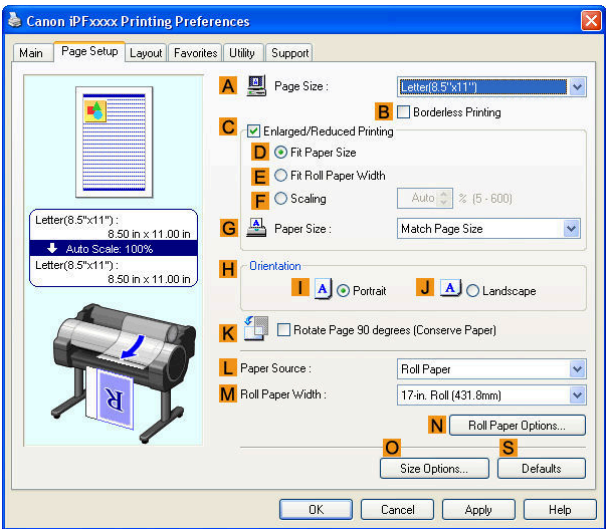 Canon iPFxxxx Printing Preferences
Main Page Setup Layout Favorites Utility Support
A Page Size : Letter(8.5"x11")
B Borderless Printing
C Enlarged/Reduced Printing
D Fit Paper Size
E Fit Roll Paper Width
F Scaling Auto % (5 - 600)
G A Paper Size : Match Page Size
Letter(8.5"x11") :
8.50 in x 11.00 in
Auto Scale: 100%
Letter(8.5"x11") :
8.50 in x 11.00 in
H Orientation
I A Portrait J A Landscape
K Rotate Page 90 degrees (Conserve Paper)
R
L Paper Source : Roll Paper
M Roll Paper Width : 17-in. Roll (431.8mm)
N Roll Paper Options...
O S
Size Options... Defaults
OK Cancel Apply Help